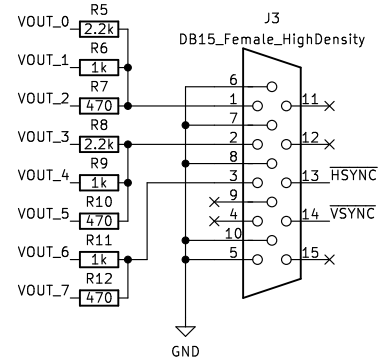 R5
VOUT_0 2.2k
R6
VOUT_1 1k
R7
VOUT_2 470
R8
VOUT_3 2.2k
R9
VOUT_4 1k
R10
VOUT_5 470
R11
VOUT_6 1k
R12
VOUT_7 470
J3
DB15_Female_HighDensity
6
1 11
7
2 12
8
3 13 HSYNC
9
4 14 VSYNC
10
5 15
GND